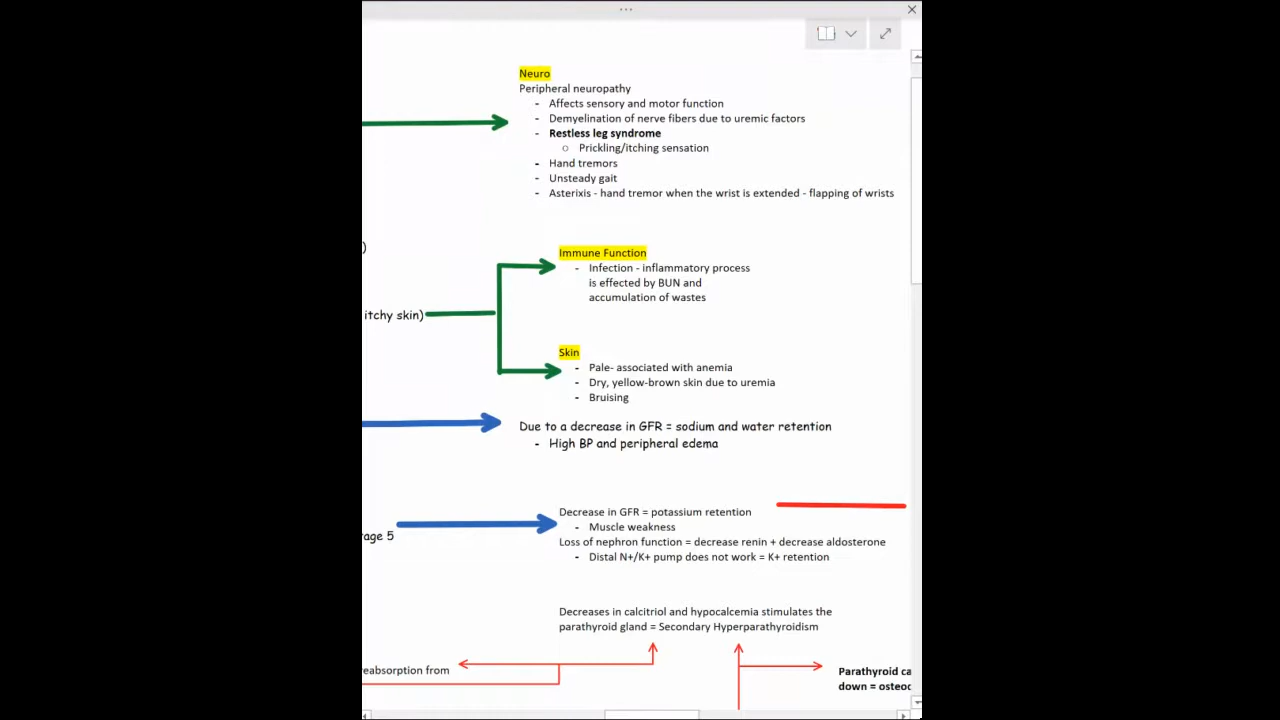 Neuro
Peripheral neuropathy
- Affects sensory and motor function
- Demyelination of nerve fibers due to uremic factors
- Restless leg syndrome
○ Prickling/itching sensation
- Hand tremors
- Unsteady gait
- Asterixis - hand tremor when the wrist is extended - flapping of wrists
)
Immune Function
- Infection - inflammatory process
is effected by BUN and
accumulation of wastes
itchy skin)
Skin
- Pale- associated with anemia
- Dry, yellow-brown skin due to uremia
- Bruising
Due to a decrease in GFR = sodium and water retention
- High BP and peripheral edema
Decrease in GFR = potassium retention
- Muscle weakness
age 5
Loss of nephron function = decrease renin + decrease aldosterone
- Distal N+/K+ pump does not work = K+ retention
Decreases in calcitriol and hypocalcemia stimulates the
parathyroid gland = Secondary Hyperparathyroidism
eabsorption from
Parathyroid ca
down = osteoc